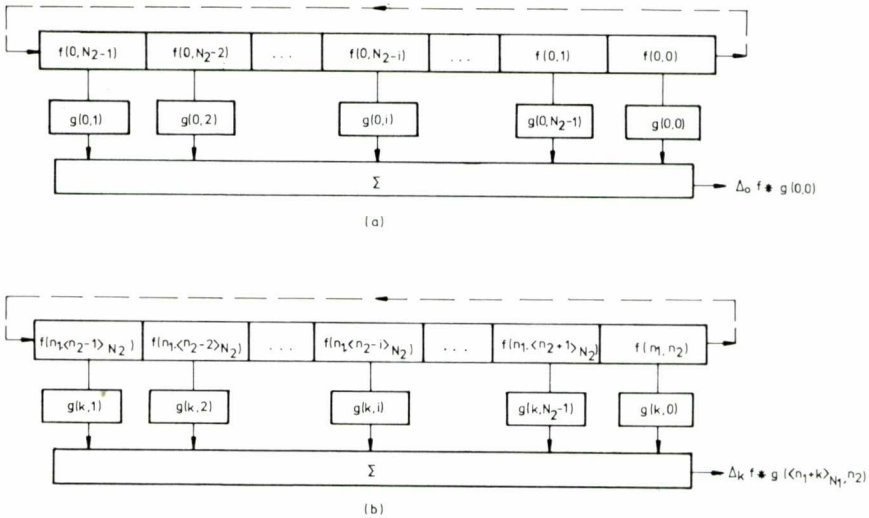 f(0,N₂-1) f(0,N₂-2) ... f(0,N₂-i) ... f(0,1) f(0,0)
g(0,1) g(0,2) g(0,i) g(0,N₂-1) g(0,0)
Σ Δ₀ f * g (0,0)
(a)
f(n₁,<n₂-1>N₂) f(n₁,<n₂-2>N₂) ... f(n₁,<n₂-i>N₂) ... f(n₁,<n₂+1>N₂) f(n₁,n₂)
g(k,1) g(k,2) g(k,i) g(k,N₂-1) g(k,0)
Σ Δk f * g (<n₁+k>N₁,n₂)
(b)